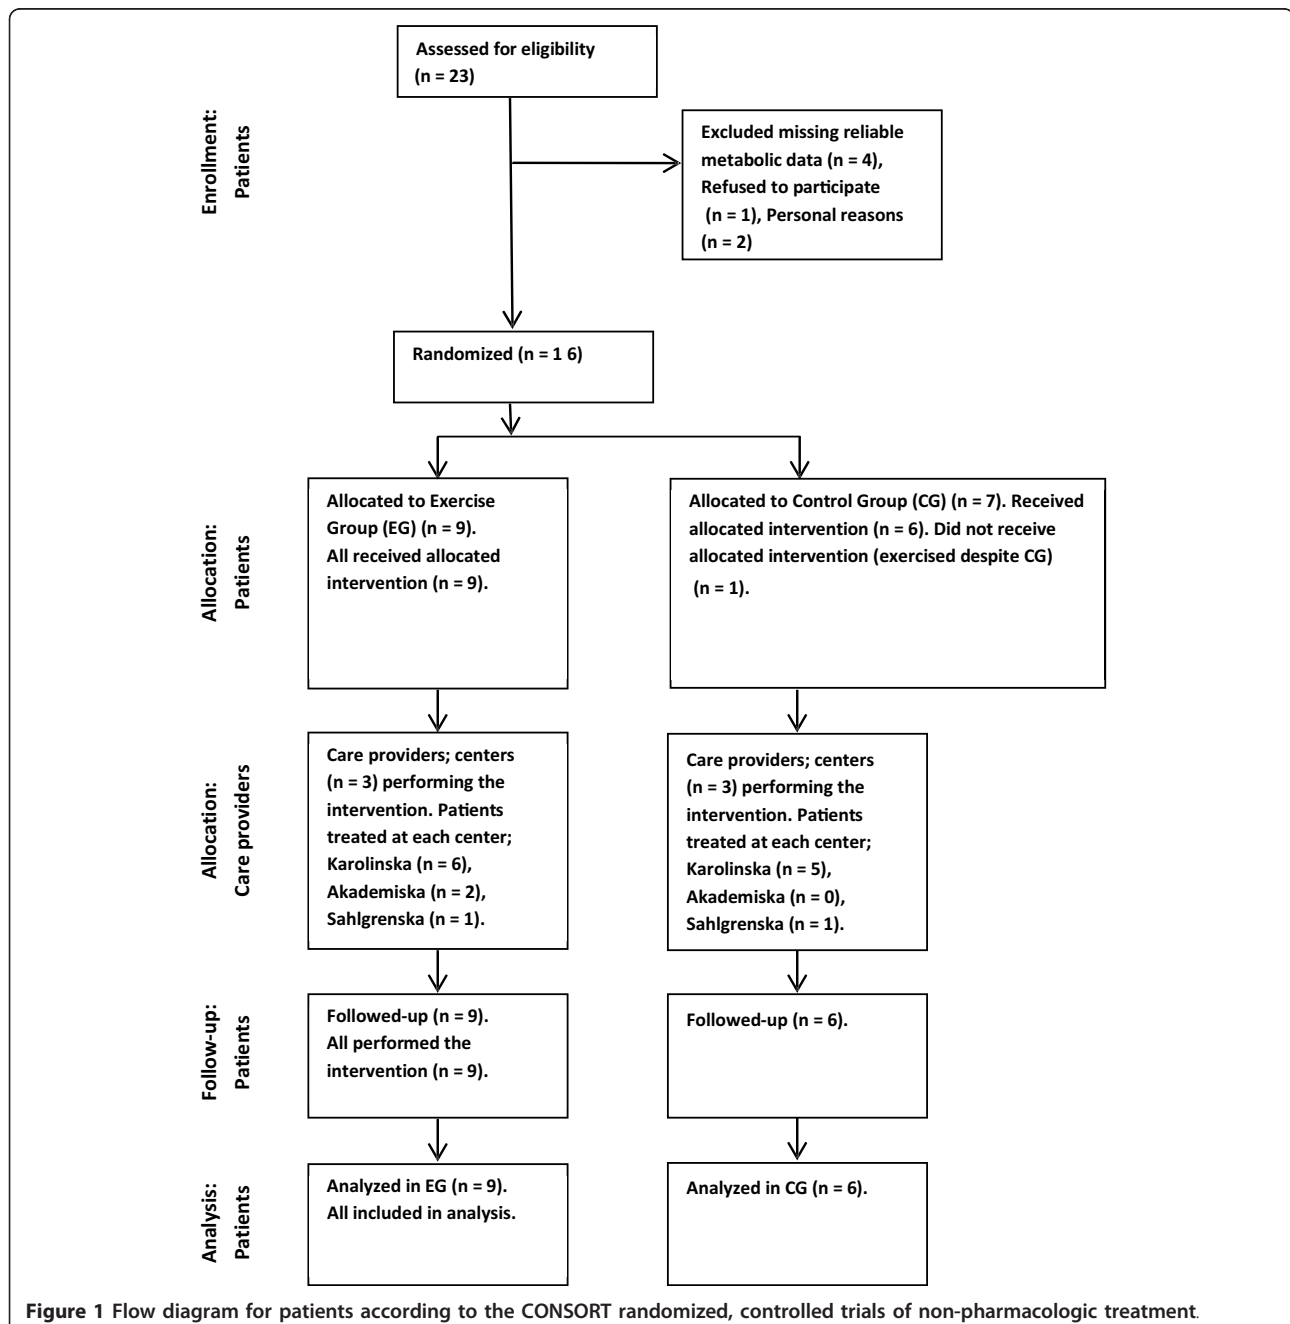 Assessed for eligibility
(n = 23)
Enrollment:
Patients
Excluded missing reliable
metabolic data (n = 4),
Refused to participate
(n = 1), Personal reasons
(n = 2)
Randomized (n = 1 6)
Allocation:
Patients
Allocated to Exercise
Group (EG) (n = 9).
All received allocated
intervention (n = 9).
Allocated to Control Group (CG) (n = 7). Received
allocated intervention (n = 6). Did not receive
allocated intervention (exercised despite CG)
(n = 1).
Allocation:
Care providers
Care providers; centers
(n = 3) performing the
intervention. Patients
treated at each center;
Karolinska (n = 6),
Akademiska (n = 2),
Sahlgrenska (n = 1).
Care providers; centers
(n = 3) performing the
intervention. Patients
treated at each center;
Karolinska (n = 5),
Akademiska (n = 0),
Sahlgrenska (n = 1).
Follow-up:
Patients
Followed-up (n = 9).
All performed the
intervention (n = 9).
Followed-up (n = 6).
Analysis:
Patients
Analyzed in EG (n = 9).
All included in analysis.
Analyzed in CG (n = 6).
Figure 1 Flow diagram for patients according to the CONSORT randomized, controlled trials of non-pharmacologic treatment.